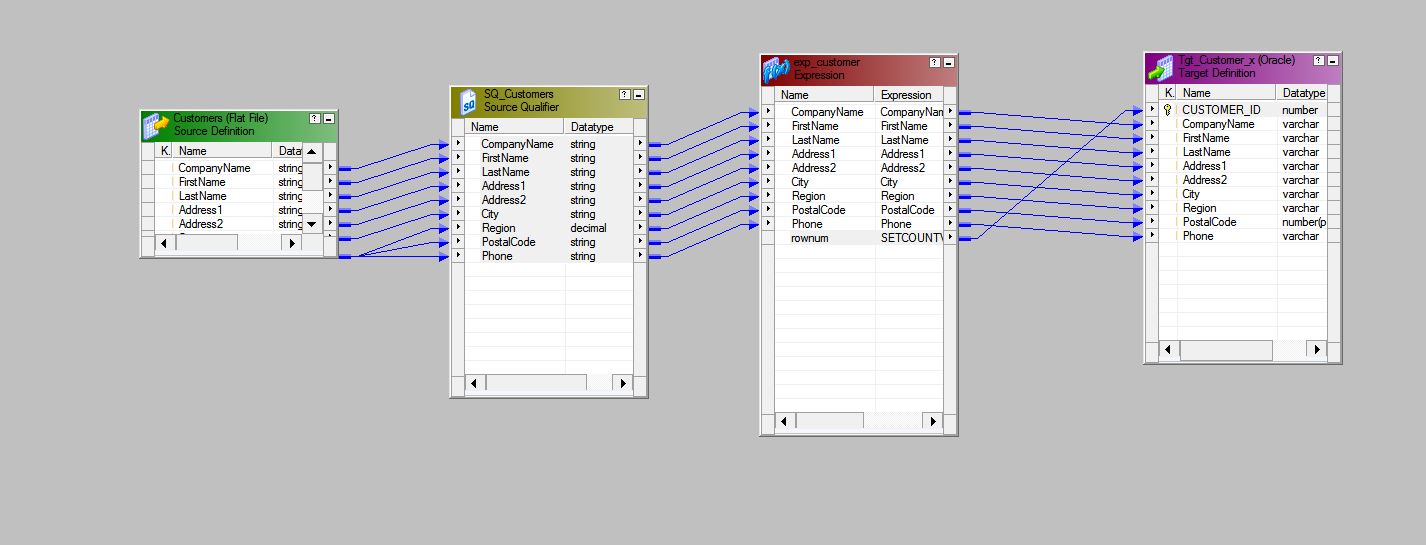 Customers (Flat File)
Source Definition
K. Name Data
CompanyName string
FirstName string
LastName string
Address1 string
Address2 string
SQ_Customers
Source Qualifier
Name Datatype
CompanyName string
FirstName string
LastName string
Address1 string
Address2 string
City string
Region decimal
PostalCode string
Phone string
exp_customer
Expression
Name Expression
CompanyName CompanyNam
FirstName FirstName
LastName LastName
Address1 Address1
Address2 Address2
City City
Region Region
PostalCode PostalCode
Phone Phone
rownum SETCOUNTV
Tgt_Customer_x (Oracle)
Target Definition
K. Name Datatype
CUSTOMER_ID number
CompanyName varchar
FirstName varchar
LastName varchar
Address1 varchar
Address2 varchar
City varchar
Region varchar
PostalCode number(p
Phone varchar